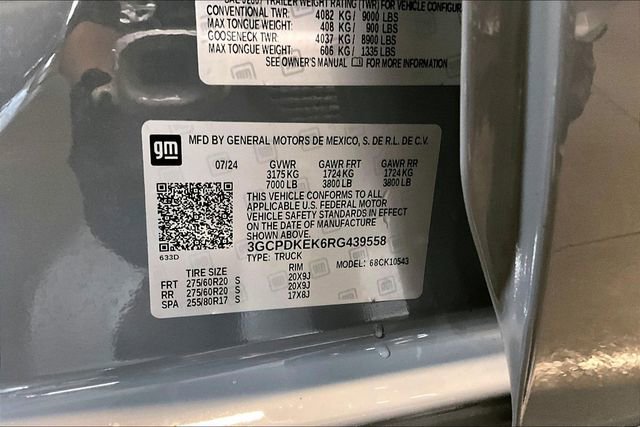 SAE J2807 TRAILER WEIGHT RATING (TWR) FOR VEHICLE CONFIGUR
CONVENTIONAL TWR: 4082 KG/ 9000 LBS
MAX TONGUE WEIGHT: 408 KG/ 900 LBS
GOOSENECK TWR: 4037 KG/ 8900 LBS
MAX TONGUE WEIGHT: 606 KG/ 1335 LBS
SEE OWNER'S MANUAL FOR MORE INFORMATION
gm
MFD BY GENERAL MOTORS DE MEXICO, S. DE R.L. DE C.V.
07/24 GVWR GAWR FRT GAWR RR
3175 KG 1724 KG 1724 KG
7000 LB 3800 LB 3800 LB
THIS VEHICLE CONFORMS TO ALL
APPLICABLE U.S. FEDERAL MOTOR
VEHICLE SAFETY STANDARDS IN EFFECT
ON THE DATE OF MANUFACTURE
SHOWN ABOVE.
3GCPDKEK6RG439558
633D TYPE: TRUCK MODEL: 68CK10543
TIRE SIZE RIM
FRT 275/60R20 S 20X9J
RR 275/60R20 S 20X9J
SPA 255/80R17 S 17X8J